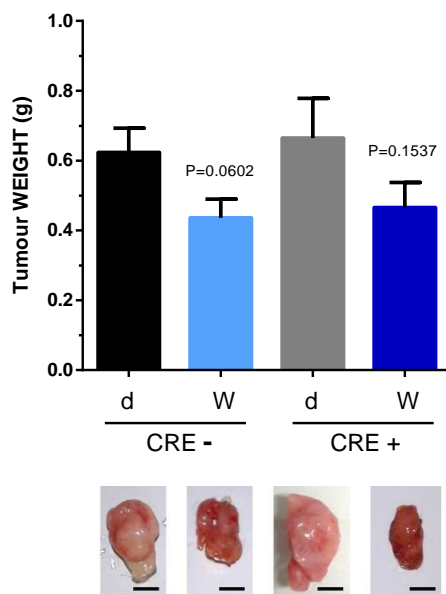 Tumour WEIGHT (g)
1.0
0.8
0.6
0.4
0.2
0.0
P=0.0602
P=0.1537
d W d W
CRE - CRE +